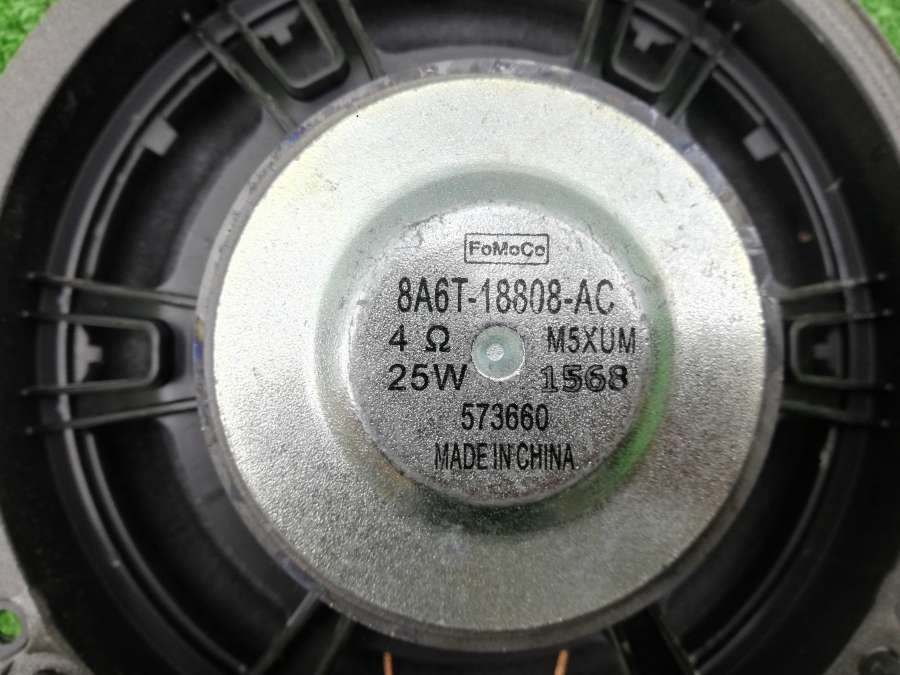 FoMoCo
8A6T-18808-AC
4 Ω M5XUM
25W 1568
573660
MADE IN CHINA